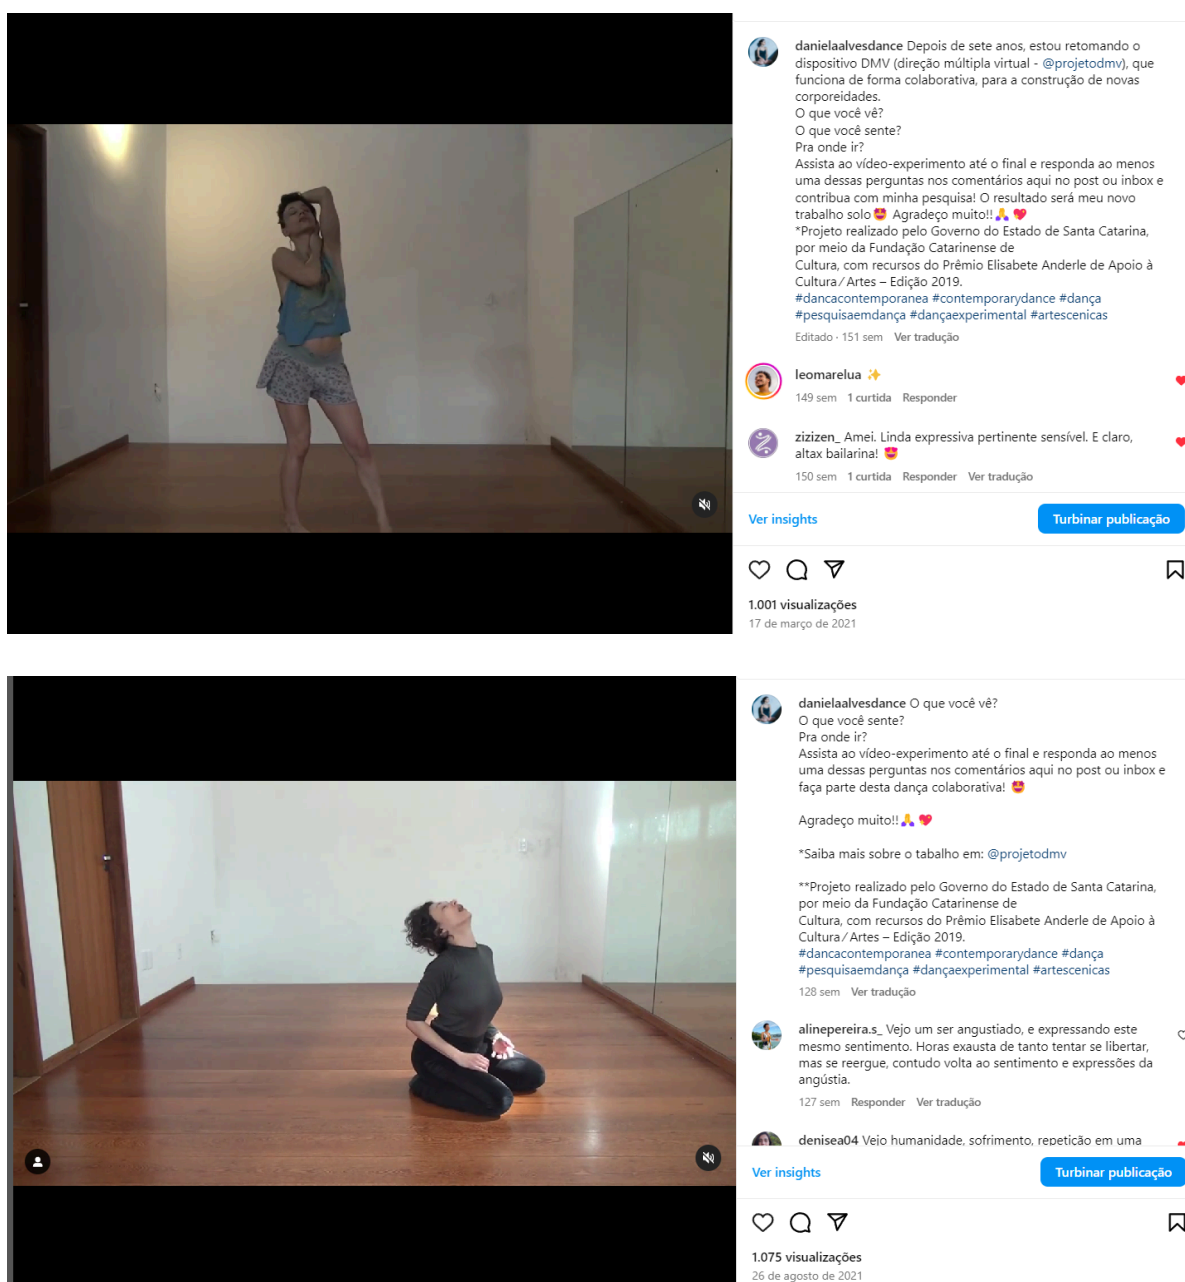 danielaalvesdance Depois de sete anos, estou retomando o
dispositivo DMV (direção múltipla virtual - @projetodmv), que
funciona de forma colaborativa, para a construção de novas
corporeidades.
O que você vê?
O que você sente?
Pra onde ir?
Assista ao vídeo-experimento até o final e responda ao menos
uma dessas perguntas nos comentários aqui no post ou inbox e
contribua com minha pesquisa! O resultado será meu novo
trabalho solo🤩 Agradeço muito!!🙏 💖
*Projeto realizado pelo Governo do Estado de Santa Catarina,
por meio da Fundação Catarinense de
Cultura, com recursos do Prêmio Elisabete Anderle de Apoio à
Cultura ⁄ Artes – Edição 2019.
#dancacontemporanea #contemporarydance #dança
#pesquisaemdança #dançaexperimental #artescenicas
Editado · 151 sem Ver tradução
leomarelua ✨
149 sem 1 curtida Responder
zizizen_ Amei. Linda expressiva pertinente sensível. E claro,
altax bailarina! 🤩
150 sem 1 curtida Responder Ver tradução
Ver insights
Turbinar publicação
1.001 visualizações
17 de março de 2021
danielaalvesdance O que você vê?
O que você sente?
Pra onde ir?
Assista ao vídeo-experimento até o final e responda ao menos
uma dessas perguntas nos comentários aqui no post ou inbox e
faça parte desta dança colaborativa! 🤩
Agradeço muito!!🙏 💖
*Saiba mais sobre o tabalho em: @projetodmv
**Projeto realizado pelo Governo do Estado de Santa Catarina,
por meio da Fundação Catarinense de
Cultura, com recursos do Prêmio Elisabete Anderle de Apoio à
Cultura ⁄ Artes – Edição 2019.
#dancacontemporanea #contemporarydance #dança
#pesquisaemdança #dançaexperimental #artescenicas
128 sem Ver tradução
alinepereira.s_ Vejo um ser angustiado, e expressando este
mesmo sentimento. Horas exausta de tanto tentar se libertar,
mas se reergue, contudo volta ao sentimento e expressões da
angústia.
127 sem Responder Ver tradução
denisea04 Vejo humanidade, sofrimento, repetição em uma
Ver insights
Turbinar publicação
1.075 visualizações
26 de agosto de 2021